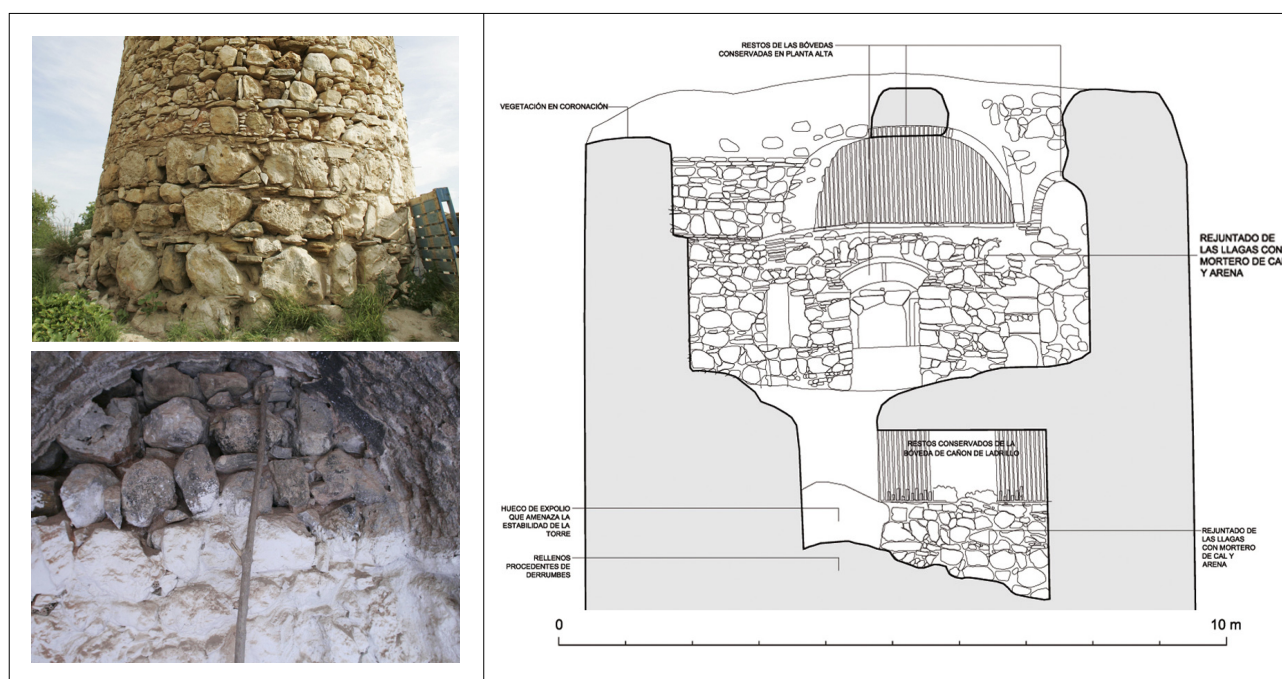 RESTOS DE LAS BÓVEDAS
CONSERVADAS EN PLANTA ALTA
VEGETACIÓN EN CORONACIÓN
REJUNTADO DE
LAS LLAGAS CON
MORTERO DE CAL
Y ARENA
RESTOS CONSERVADOS DE LA
BÓVEDA DE CAÑON DE LADRILLO
HUECO DE EXPOLIO
QUE AMENAZA LA
ESTABILIDAD DE LA
TORRE
RELLENOS
PROCEDENTES DE
DERRUMBES
REJUNTADO DE
LAS LLAGAS
CON MORTERO
DE CAL Y
ARENA
0
10 m